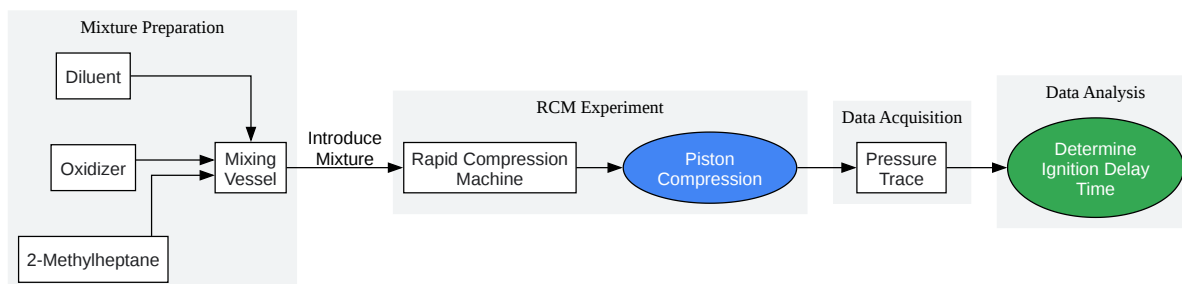 Mixture Preparation
Diluent
Oxidizer
2-Methylheptane
Mixing
Vessel
Introduce
Mixture
RCM Experiment
Rapid Compression
Machine
Piston
Compression
Data Acquisition
Pressure
Trace
Data Analysis
Determine
Ignition Delay
Time